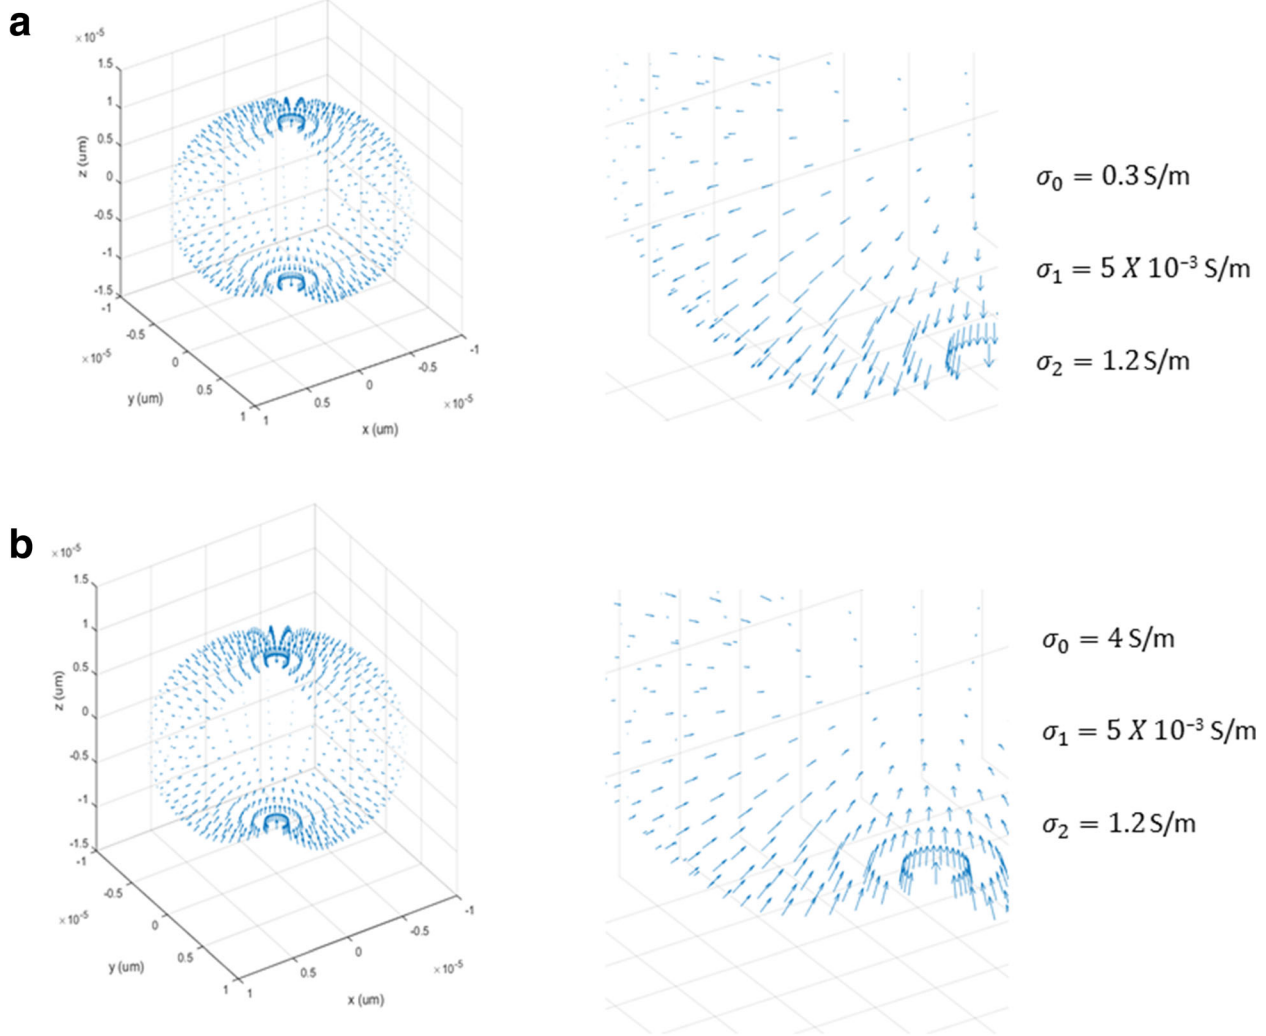 a
×10⁻⁵
1.5
1
0.5
0
-0.5
-1
-1.5
z (um)
-1
-0.5
0
0.5
1
×10⁻⁵
y (um)
1
0.5
0
-0.5
-1
×10⁻⁵
x (um)
σ₀ = 0.3 S/m
σ₁ = 5 X 10⁻³ S/m
σ₂ = 1.2 S/m
b
×10⁻⁵
1.5
1
0.5
0
-0.5
-1
-1.5
z (um)
-1
-0.5
0
0.5
1
×10⁻⁵
y (um)
1
0.5
0
-0.5
-1
×10⁻⁵
x (um)
σ₀ = 4 S/m
σ₁ = 5 X 10⁻³ S/m
σ₂ = 1.2 S/m